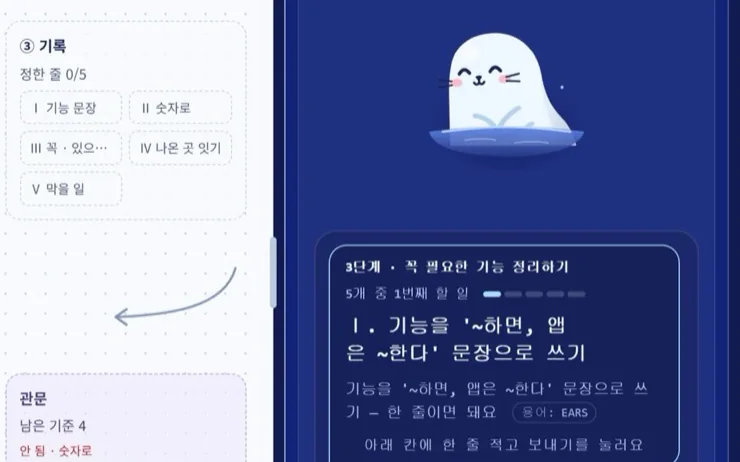 ③ 기록
정한 줄 0/5
Ⅰ 기능 문장
Ⅱ 숫자로
Ⅲ 꼭 · 있으…
Ⅳ 나온 곳 잇기
Ⅴ 막을 일
관문
남은 기준 4
안 됨 · 숫자로
3단계 · 꼭 필요한 기능 정리하기
5개 중 1번째 할 일
Ⅰ. 기능을 '~하면, 앱
은 ~한다' 문장으로 쓰기
기능을 '~하면, 앱은 ~한다' 문장으로 쓰
기 — 한 줄이면 돼요 용어: EARS
아래 칸에 한 줄 적고 보내기를 눌러요